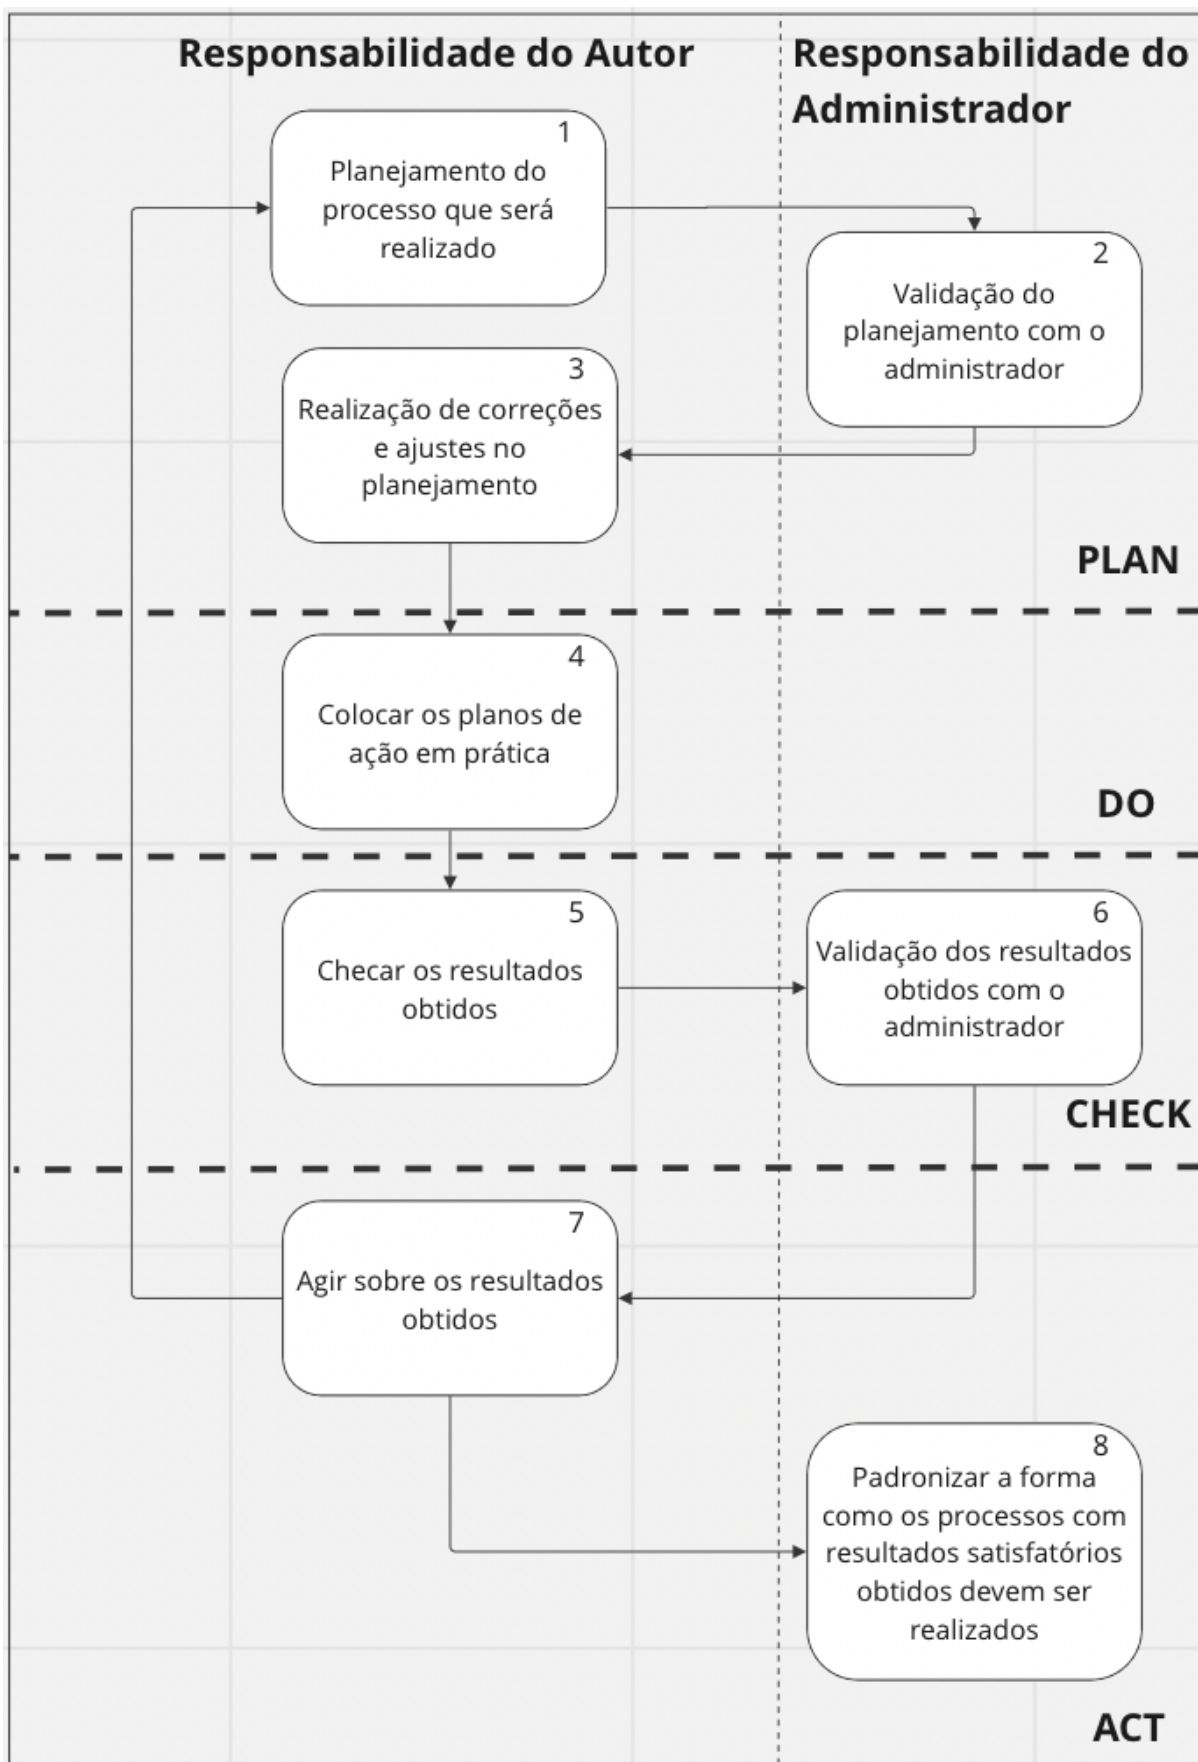 Responsabilidade do Autor
Responsabilidade do
Administrador
1
Planejamento do
processo que será
realizado
2
Validação do
planejamento com o
administrador
3
Realização de correções
e ajustes no
planejamento
PLAN
4
Colocar os planos de
ação em prática
DO
5
Checar os resultados
obtidos
6
Validação dos resultados
obtidos com o
administrador
CHECK
7
Agir sobre os resultados
obtidos
8
Padronizar a forma
como os processos com
resultados satisfatórios
obtidos devem ser
realizados
ACT